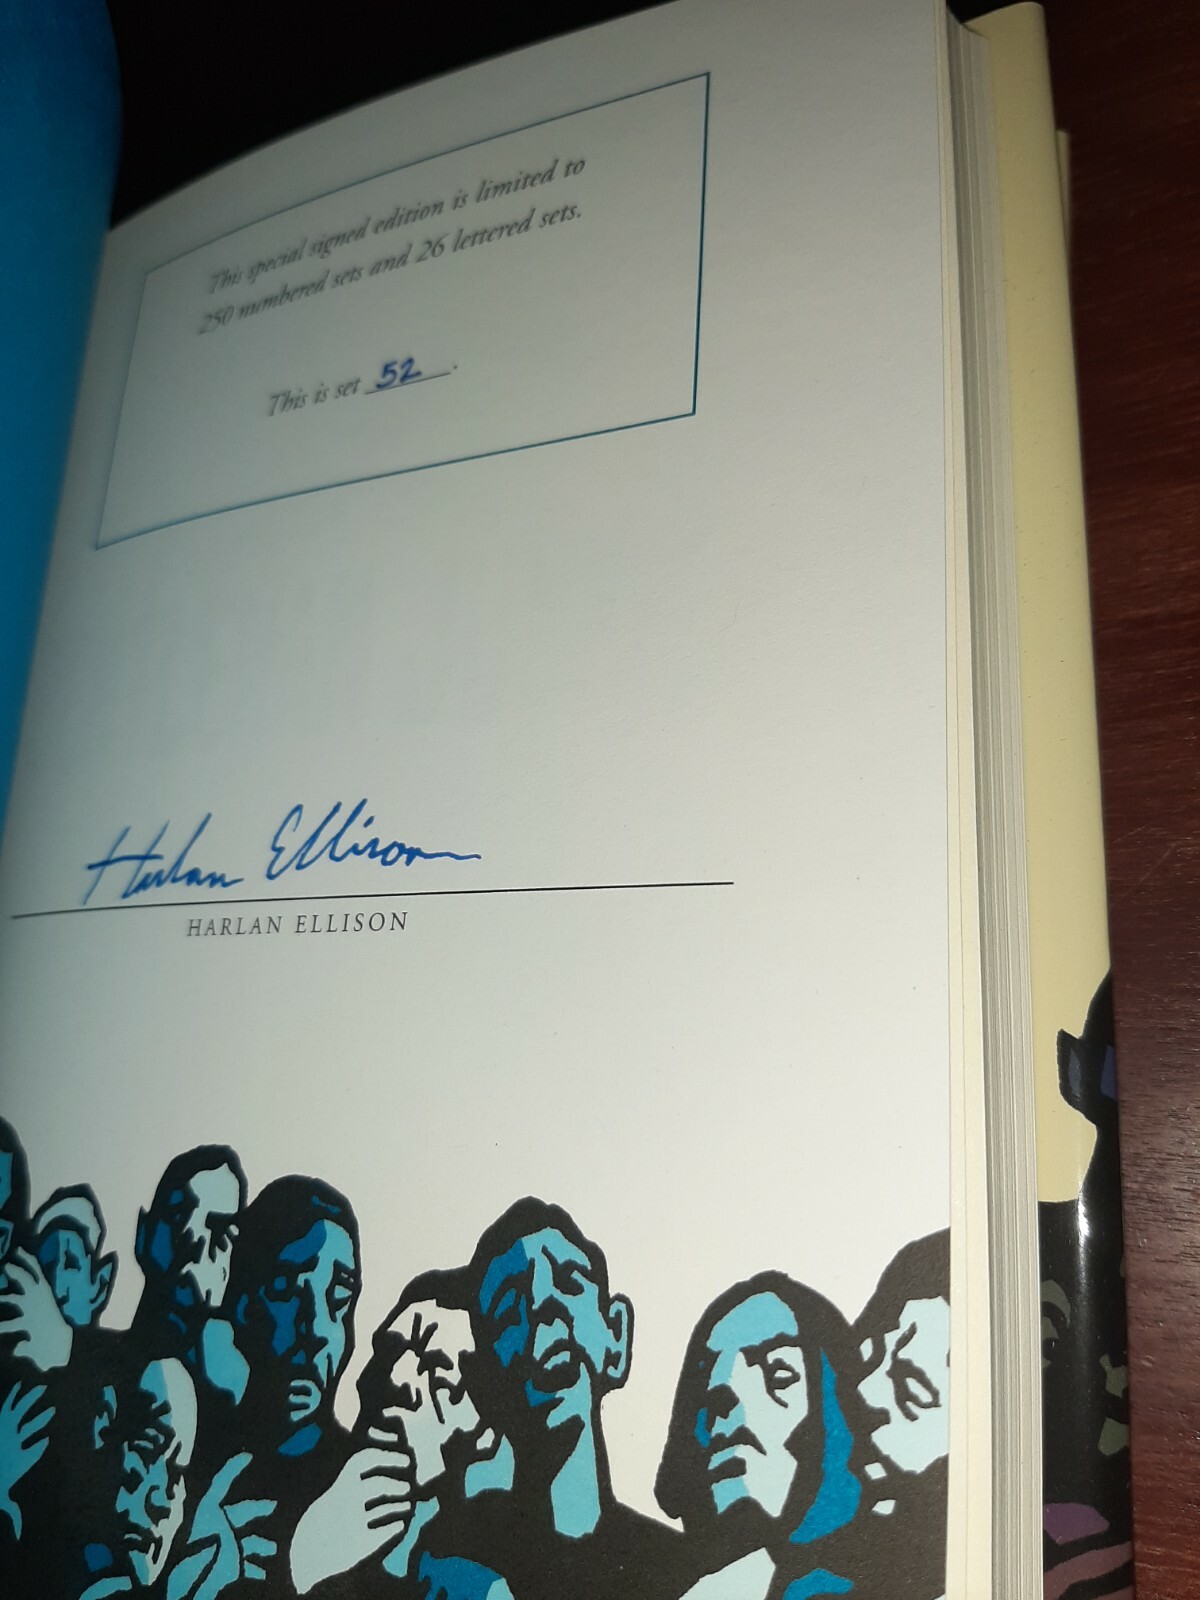 This special signed edition is limited to
250 numbered sets and 26 lettered sets.
This is set 52.
Harlan Ellison
HARLAN ELLISON